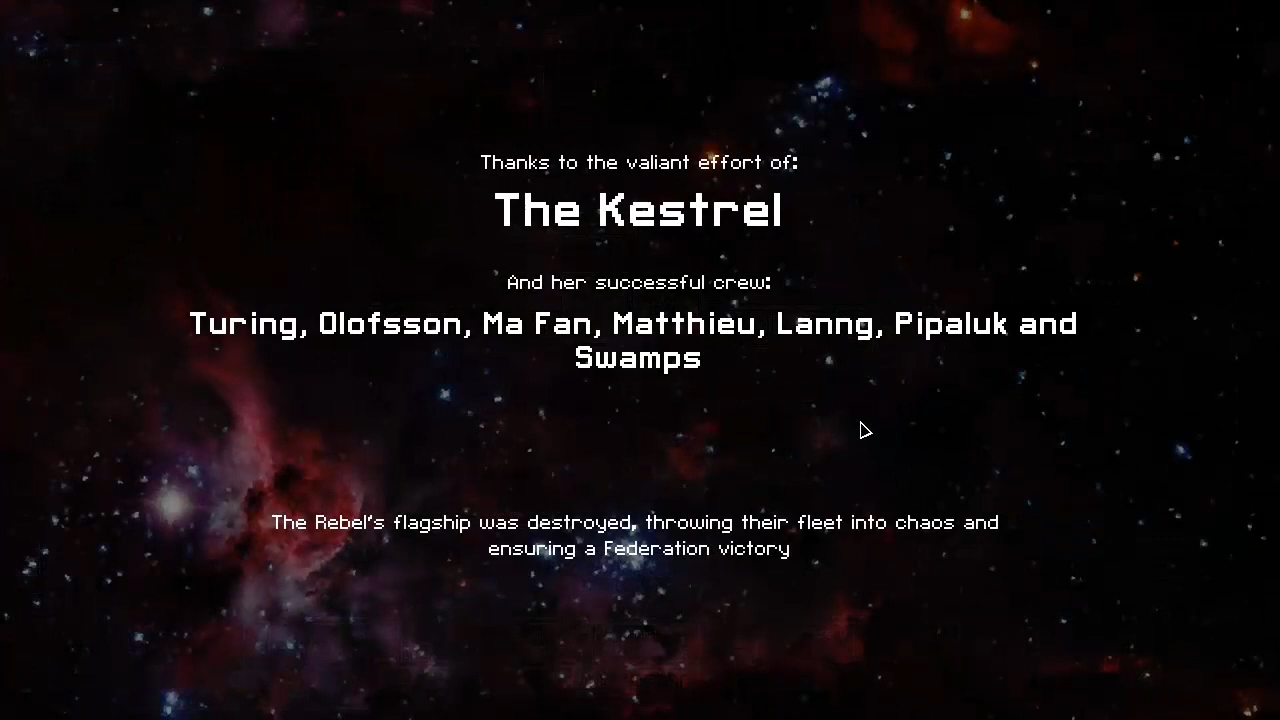 Thanks to the valiant effort of:
The Kestrel
And her successful crew:
Turing, Olofsson, Ma Fan, Matthieu, Lanng, Pipaluk and
Swamps
The Rebel's flagship was destroyed, throwing their fleet into chaos and
ensuring a Federation victory